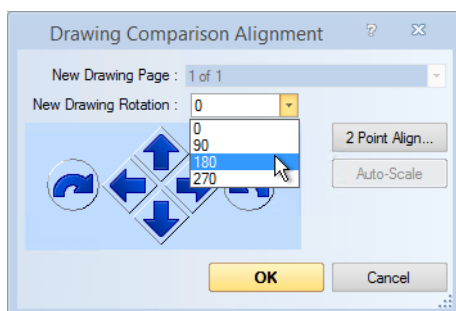 Drawing Comparison Alignment
New Drawing Page : 1 of 1
New Drawing Rotation : 0
0
90
180
270
2 Point Align...
Auto-Scale
OK Cancel